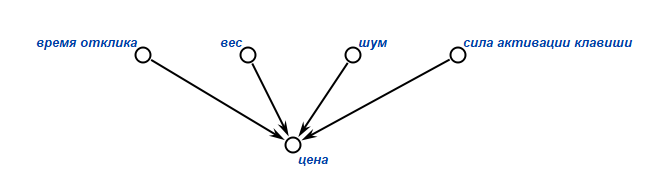 время отклика
вес
шум
сила активации клавиши
цена